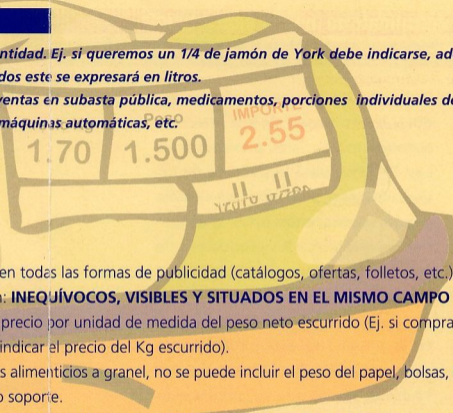 ntidad. Ej. si queremos un 1/4 de jamón de York debe indicarse, ad
dos este se expresará en litros.
ventas en subasta pública, medicamentos, porciones individuales de
máquinas automáticas, etc.
Peso
IMPORTE
1.70
1.500
2.55
en todas las formas de publicidad (catálogos, ofertas, folletos, etc.)
: INEQUÍVOCOS, VISIBLES Y SITUADOS EN EL MISMO CAMPO
precio por unidad de medida del peso neto escurrido (Ej. si compra
indicar el precio del Kg escurrido).
s alimenticios a granel, no se puede incluir el peso del papel, bolsas,
o soporte.